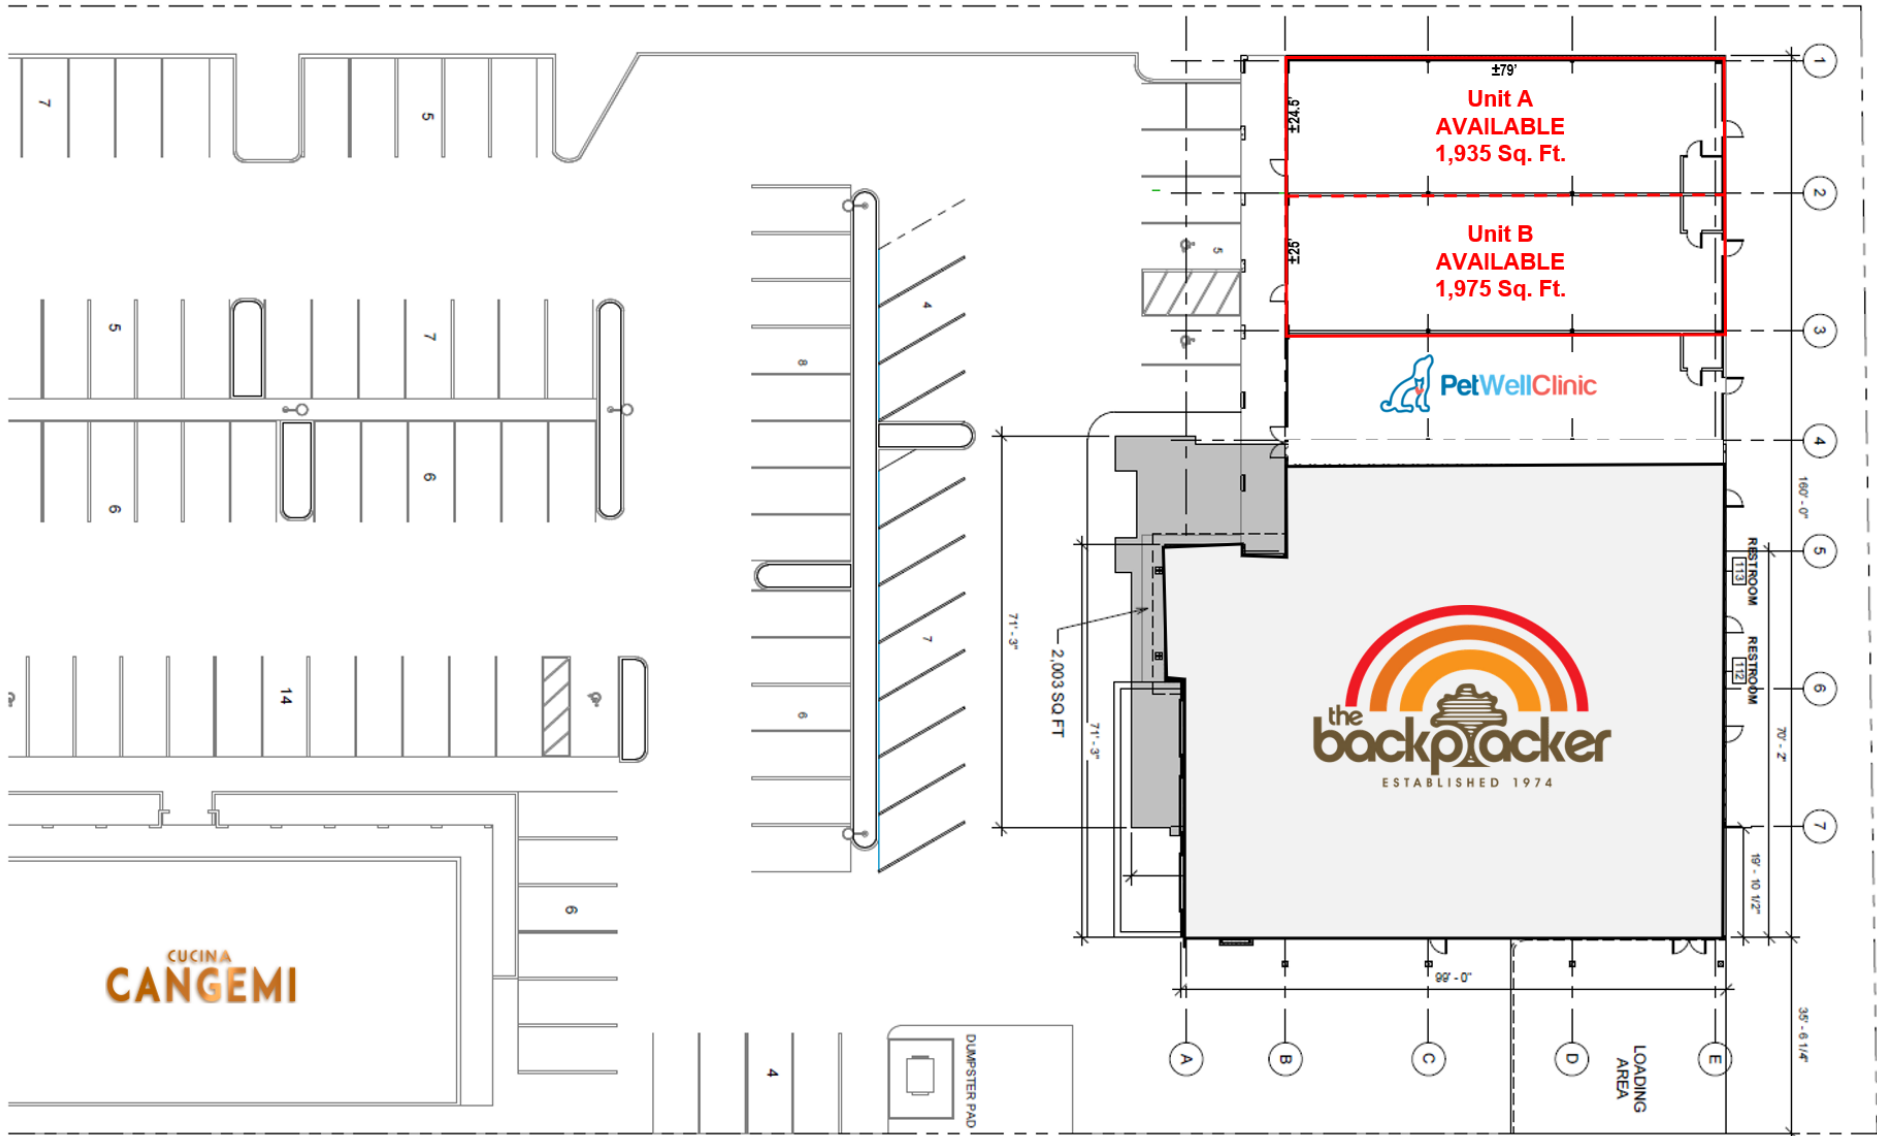 7
5
±79'
±24.5'
Unit A
AVAILABLE
1,935 Sq. Ft.
1
2
5
±25'
Unit B
AVAILABLE
1,975 Sq. Ft.
3
5
7
4
8
PetWellClinic
4
6
6
160' - 0"
5
RESTROOM
113
RESTROOM
112
6
71' - 3"
2,003 SQ FT
71' - 3"
7
14
6
the
backpacker
ESTABLISHED 1974
70' - 2"
7
19' - 10 1/2"
6
CUCINA
CANGEMI
99' - 0"
35' - 6 1/4"
A
B
C
D
E
LOADING
AREA
4
DUMPSTER PAD